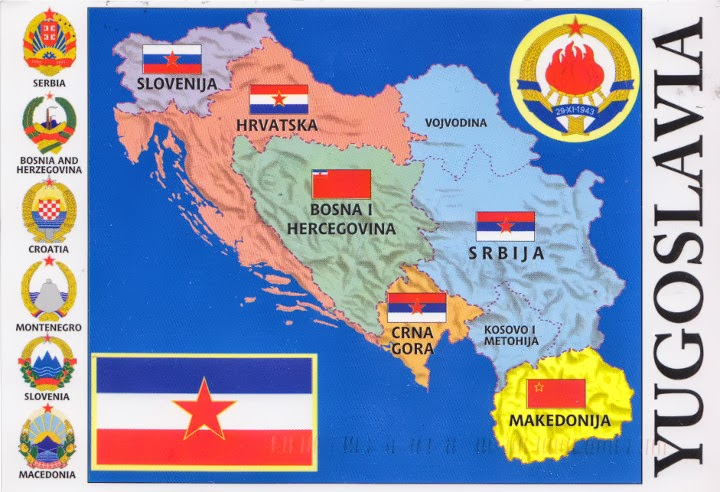 SERBIA
BOSNIA AND
HERZEGOVINA
CROATIA
MONTENEGRO
SLOVENIA
MACEDONIA
SLOVENIJA
HRVATSKA
VOJVODINA
BOSNA I
HERCEGOVINA
SRBIJA
CRNA
GORA
KOSOVO I
METOHIJA
MAKEDONIJA
29·XI·1943
YUGOSLAVIA